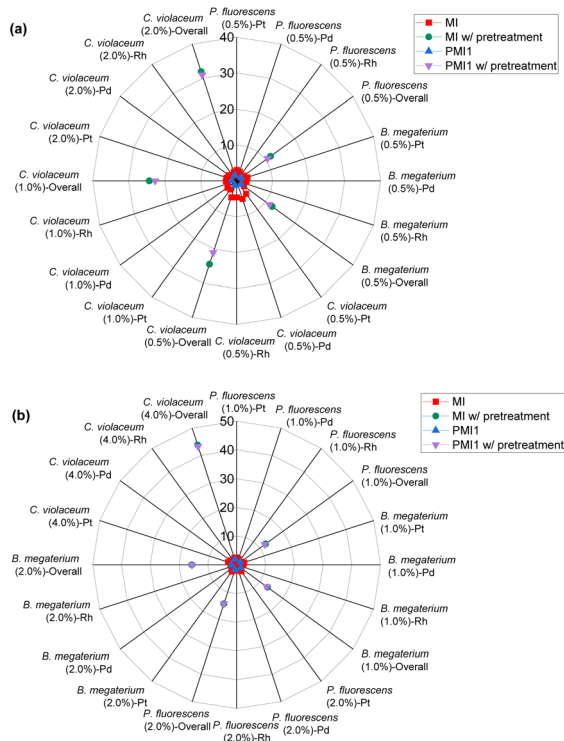 (a)
MI
MI w/ pretreatment
PMI1
PMI1 w/ pretreatment
40
30
20
10
0
P. fluorescens
(0.5%)-Pt
P. fluorescens
(0.5%)-Pd
P. fluorescens
(0.5%)-Rh
P. fluorescens
(0.5%)-Overall
B. megaterium
(0.5%)-Pt
B. megaterium
(0.5%)-Pd
B. megaterium
(0.5%)-Rh
B. megaterium
(0.5%)-Overall
C. violaceum
(0.5%)-Pt
C. violaceum
(0.5%)-Pd
C. violaceum
(0.5%)-Rh
C. violaceum
(0.5%)-Overall
C. violaceum
(1.0%)-Pt
C. violaceum
(1.0%)-Pd
C. violaceum
(1.0%)-Rh
C. violaceum
(1.0%)-Overall
C. violaceum
(2.0%)-Pt
C. violaceum
(2.0%)-Pd
C. violaceum
(2.0%)-Rh
C. violaceum
(2.0%)-Overall
(b)
MI
MI w/ pretreatment
PMI1
PMI1 w/ pretreatment
50
40
30
20
10
0
P. fluorescens
(1.0%)-Pt
P. fluorescens
(1.0%)-Pd
P. fluorescens
(1.0%)-Rh
P. fluorescens
(1.0%)-Overall
B. megaterium
(1.0%)-Pt
B. megaterium
(1.0%)-Pd
B. megaterium
(1.0%)-Rh
B. megaterium
(1.0%)-Overall
P. fluorescens
(2.0%)-Pt
P. fluorescens
(2.0%)-Pd
P. fluorescens
(2.0%)-Rh
P. fluorescens
(2.0%)-Overall
B. megaterium
(2.0%)-Pt
B. megaterium
(2.0%)-Pd
B. megaterium
(2.0%)-Rh
B. megaterium
(2.0%)-Overall
C. violaceum
(4.0%)-Pt
C. violaceum
(4.0%)-Pd
C. violaceum
(4.0%)-Rh
C. violaceum
(4.0%)-Overall